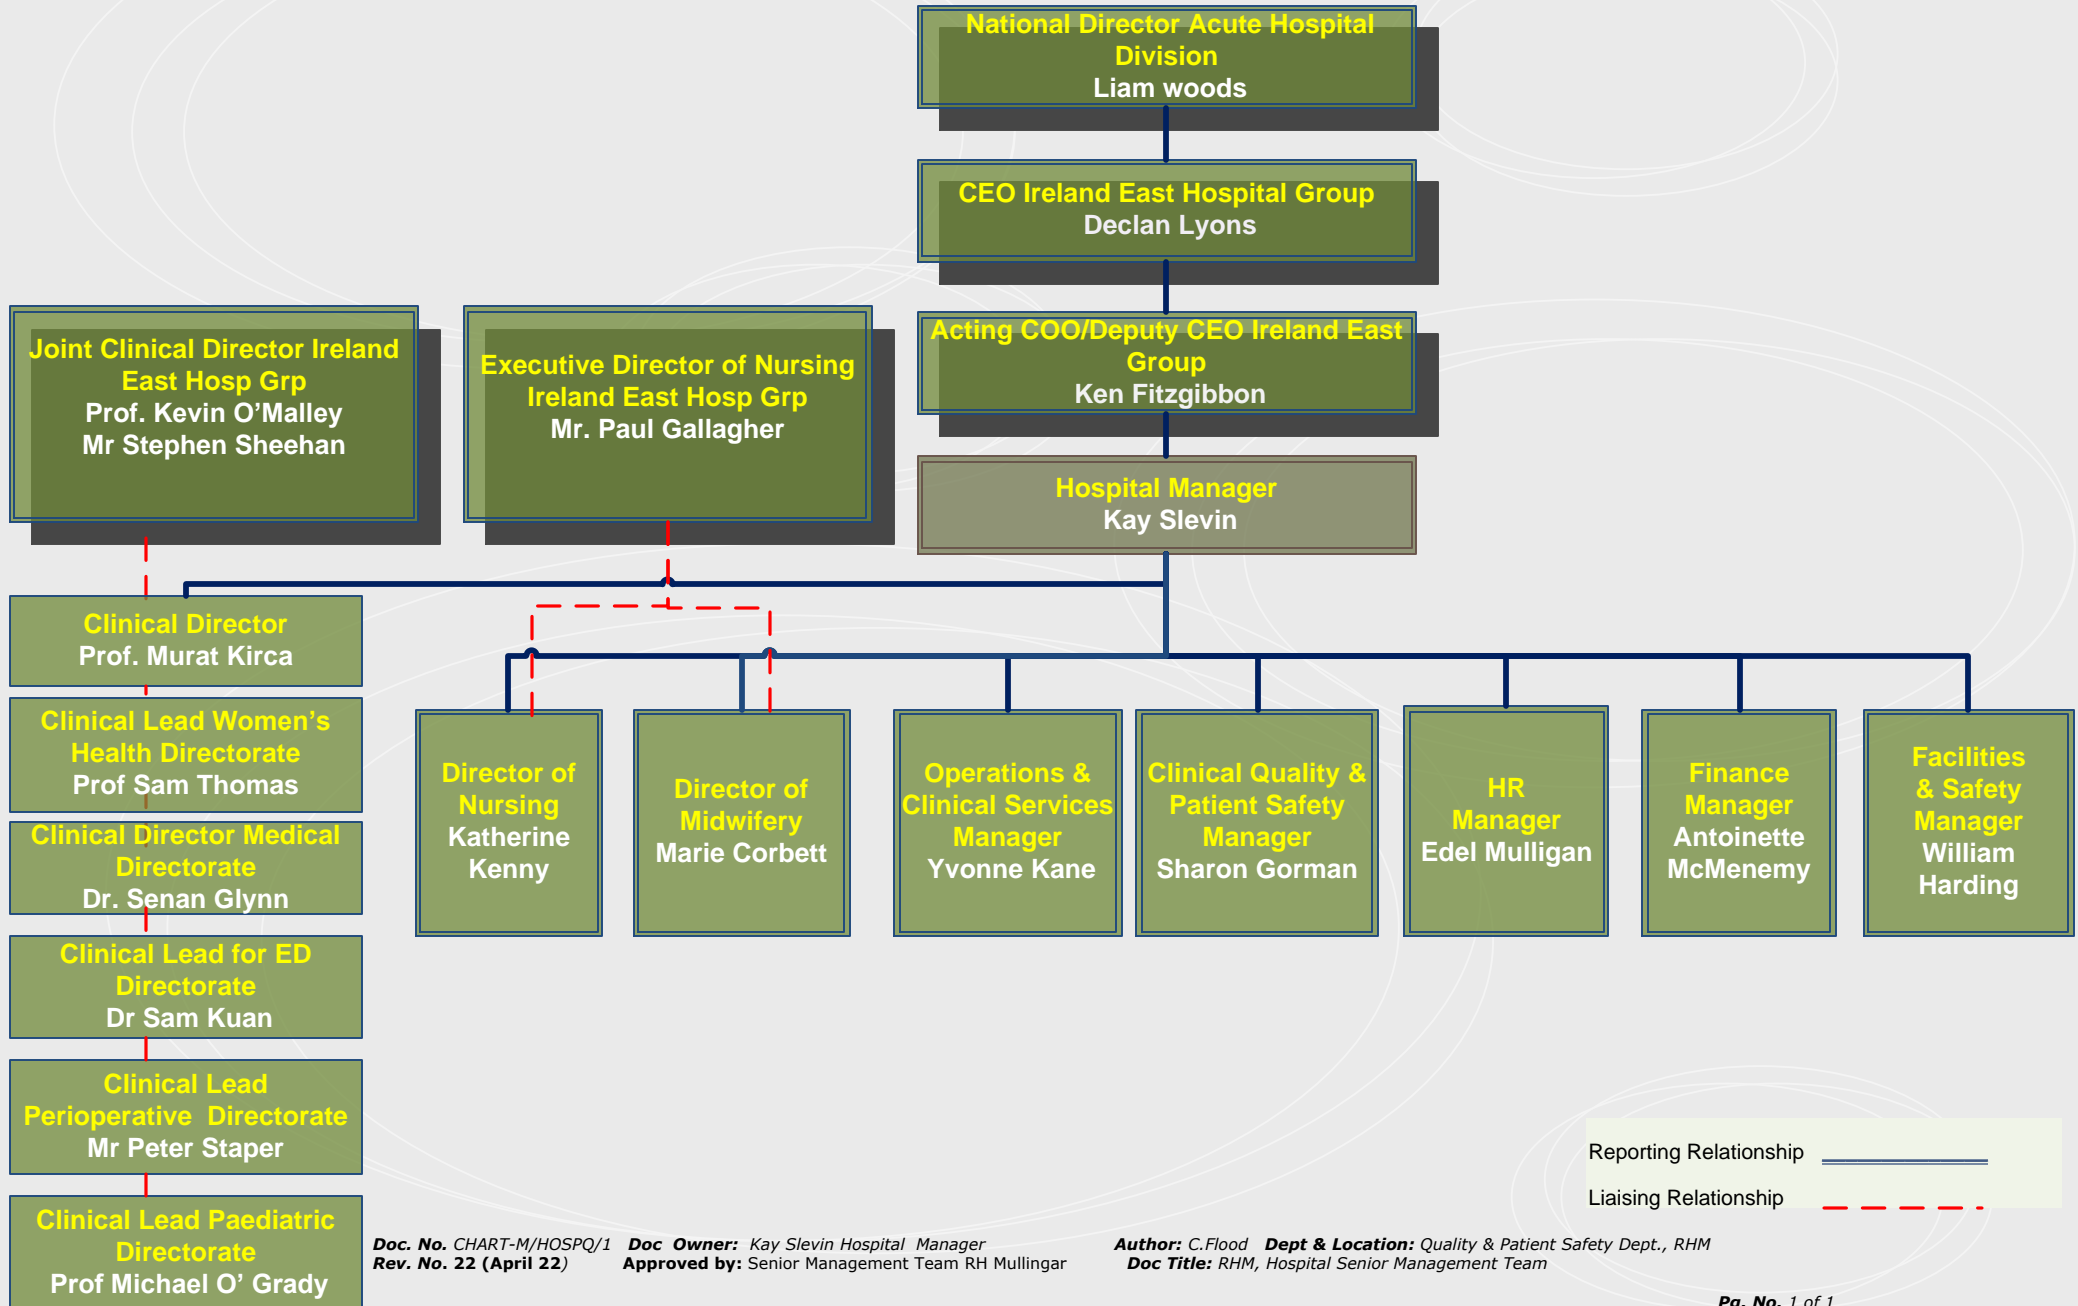 National Director Acute Hospital
Division
Liam woods
CEO Ireland East Hospital Group
Declan Lyons
Joint Clinical Director Ireland
East Hosp Grp
Prof. Kevin O’Malley
Mr Stephen Sheehan
Executive Director of Nursing
Ireland East Hosp Grp
Mr. Paul Gallagher
Acting COO/Deputy CEO Ireland East
Group
Ken Fitzgibbon
Hospital Manager
Kay Slevin
Clinical Director
Prof. Murat Kirca
Clinical Lead Women’s
Health Directorate
Prof Sam Thomas
Clinical Director Medical
Directorate
Dr. Senan Glynn
Clinical Lead for ED
Directorate
Dr Sam Kuan
Clinical Lead
Perioperative Directorate
Mr Peter Staper
Clinical Lead Paediatric
Directorate
Prof Michael O’ Grady
Director of
Nursing
Katherine
Kenny
Director of
Midwifery
Marie Corbett
Operations &
Clinical Services
Manager
Yvonne Kane
Clinical Quality &
Patient Safety
Manager
Sharon Gorman
HR
Manager
Edel Mulligan
Finance
Manager
Antoinette
McMenemy
Facilities
& Safety
Manager
William
Harding
Reporting Relationship
Liaising Relationship
Doc. No. CHART-M/HOSPQ/1 Doc Owner: Kay Slevin Hospital Manager Author: C.Flood Dept & Location: Quality & Patient Safety Dept., RHM
Rev. No. 22 (April 22) Approved by: Senior Management Team RH Mullingar Doc Title: RHM, Hospital Senior Management Team
Pg. No. 1 of 1